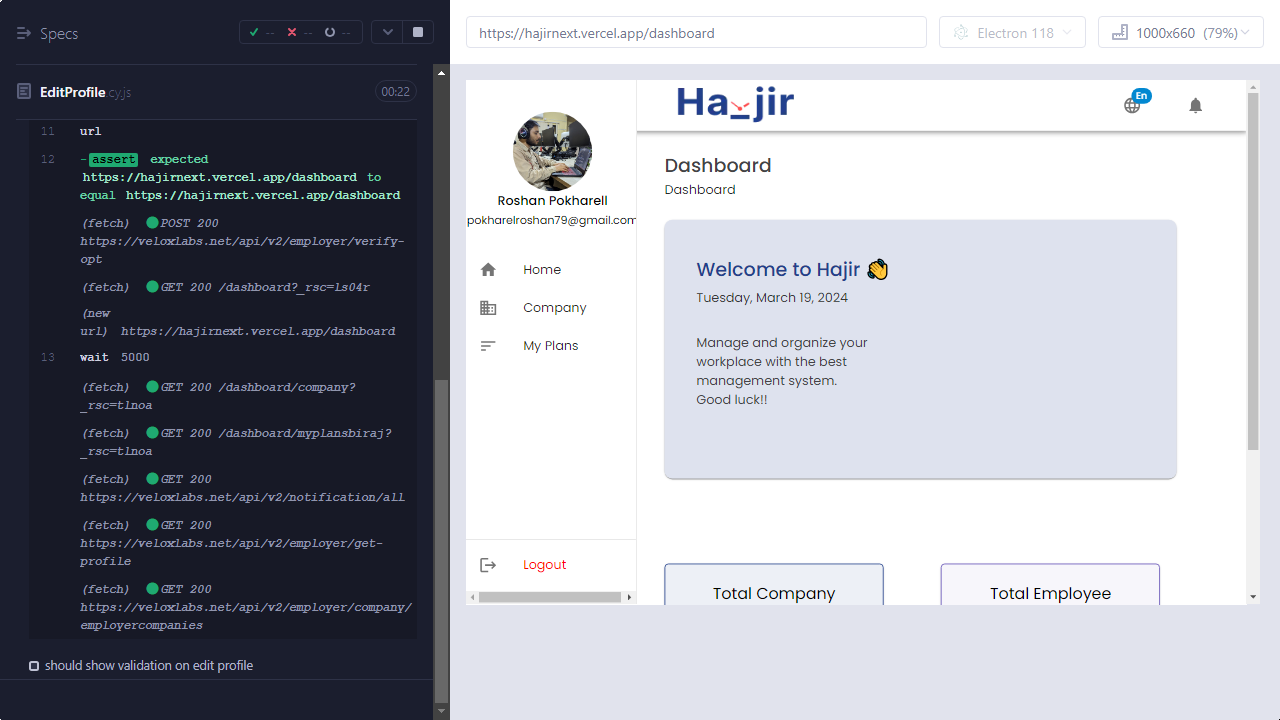 Specs
--
--
--
EditProfile.cy.js
00:22
11 url
12 -assert expected
https://hajirnext.vercel.app/dashboard to
equal https://hajirnext.vercel.app/dashboard
(fetch) POST 200
https://veloxlabs.net/api/v2/employer/verify-
opt
(fetch) GET 200 /dashboard?_rsc=ls04r
(new
url) https://hajirnext.vercel.app/dashboard
13 wait 5000
(fetch) GET 200 /dashboard/company?
_rsc=tlnoa
(fetch) GET 200 /dashboard/myplansbiraj?
_rsc=tlnoa
(fetch) GET 200
https://veloxlabs.net/api/v2/notification/all
(fetch) GET 200
https://veloxlabs.net/api/v2/employer/get-
profile
(fetch) GET 200
https://veloxlabs.net/api/v2/employer/company/
employercompanies
should show validation on edit profile
https://hajirnext.vercel.app/dashboard
Electron 118
1000x660 (79%)
Roshan Pokharell
pokharelroshan79@gmail.com
Home
Company
My Plans
Logout
Hajir
En
Dashboard
Dashboard
Welcome to Hajir 👋
Tuesday, March 19, 2024
Manage and organize your
workplace with the best
management system.
Good luck!!
Total Company
Total Employee